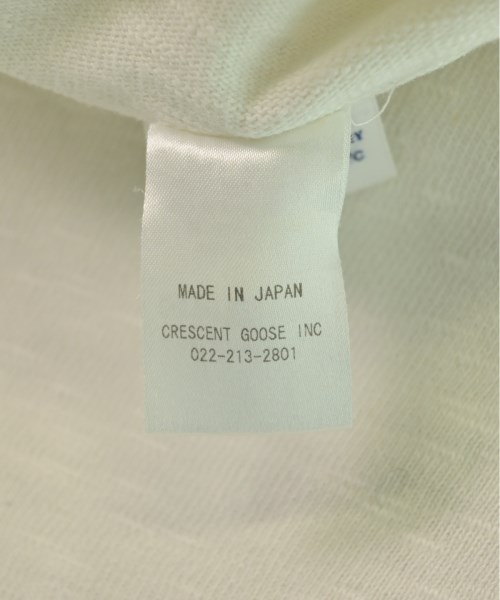 MADE IN JAPAN
CRESCENT GOOSE INC
022-213-2801